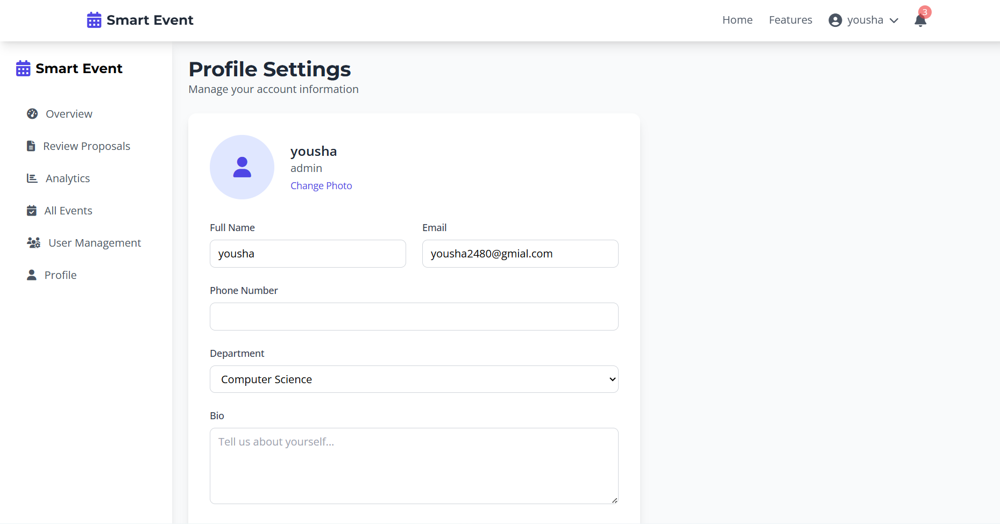 Smart Event
Home
Features
yousha
3
Smart Event
Overview
Review Proposals
Analytics
All Events
User Management
Profile
Profile Settings
Manage your account information
yousha
admin
Change Photo
Full Name
Email
yousha
yousha2480@gmial.com
Phone Number
Department
Computer Science
Bio
Tell us about yourself...